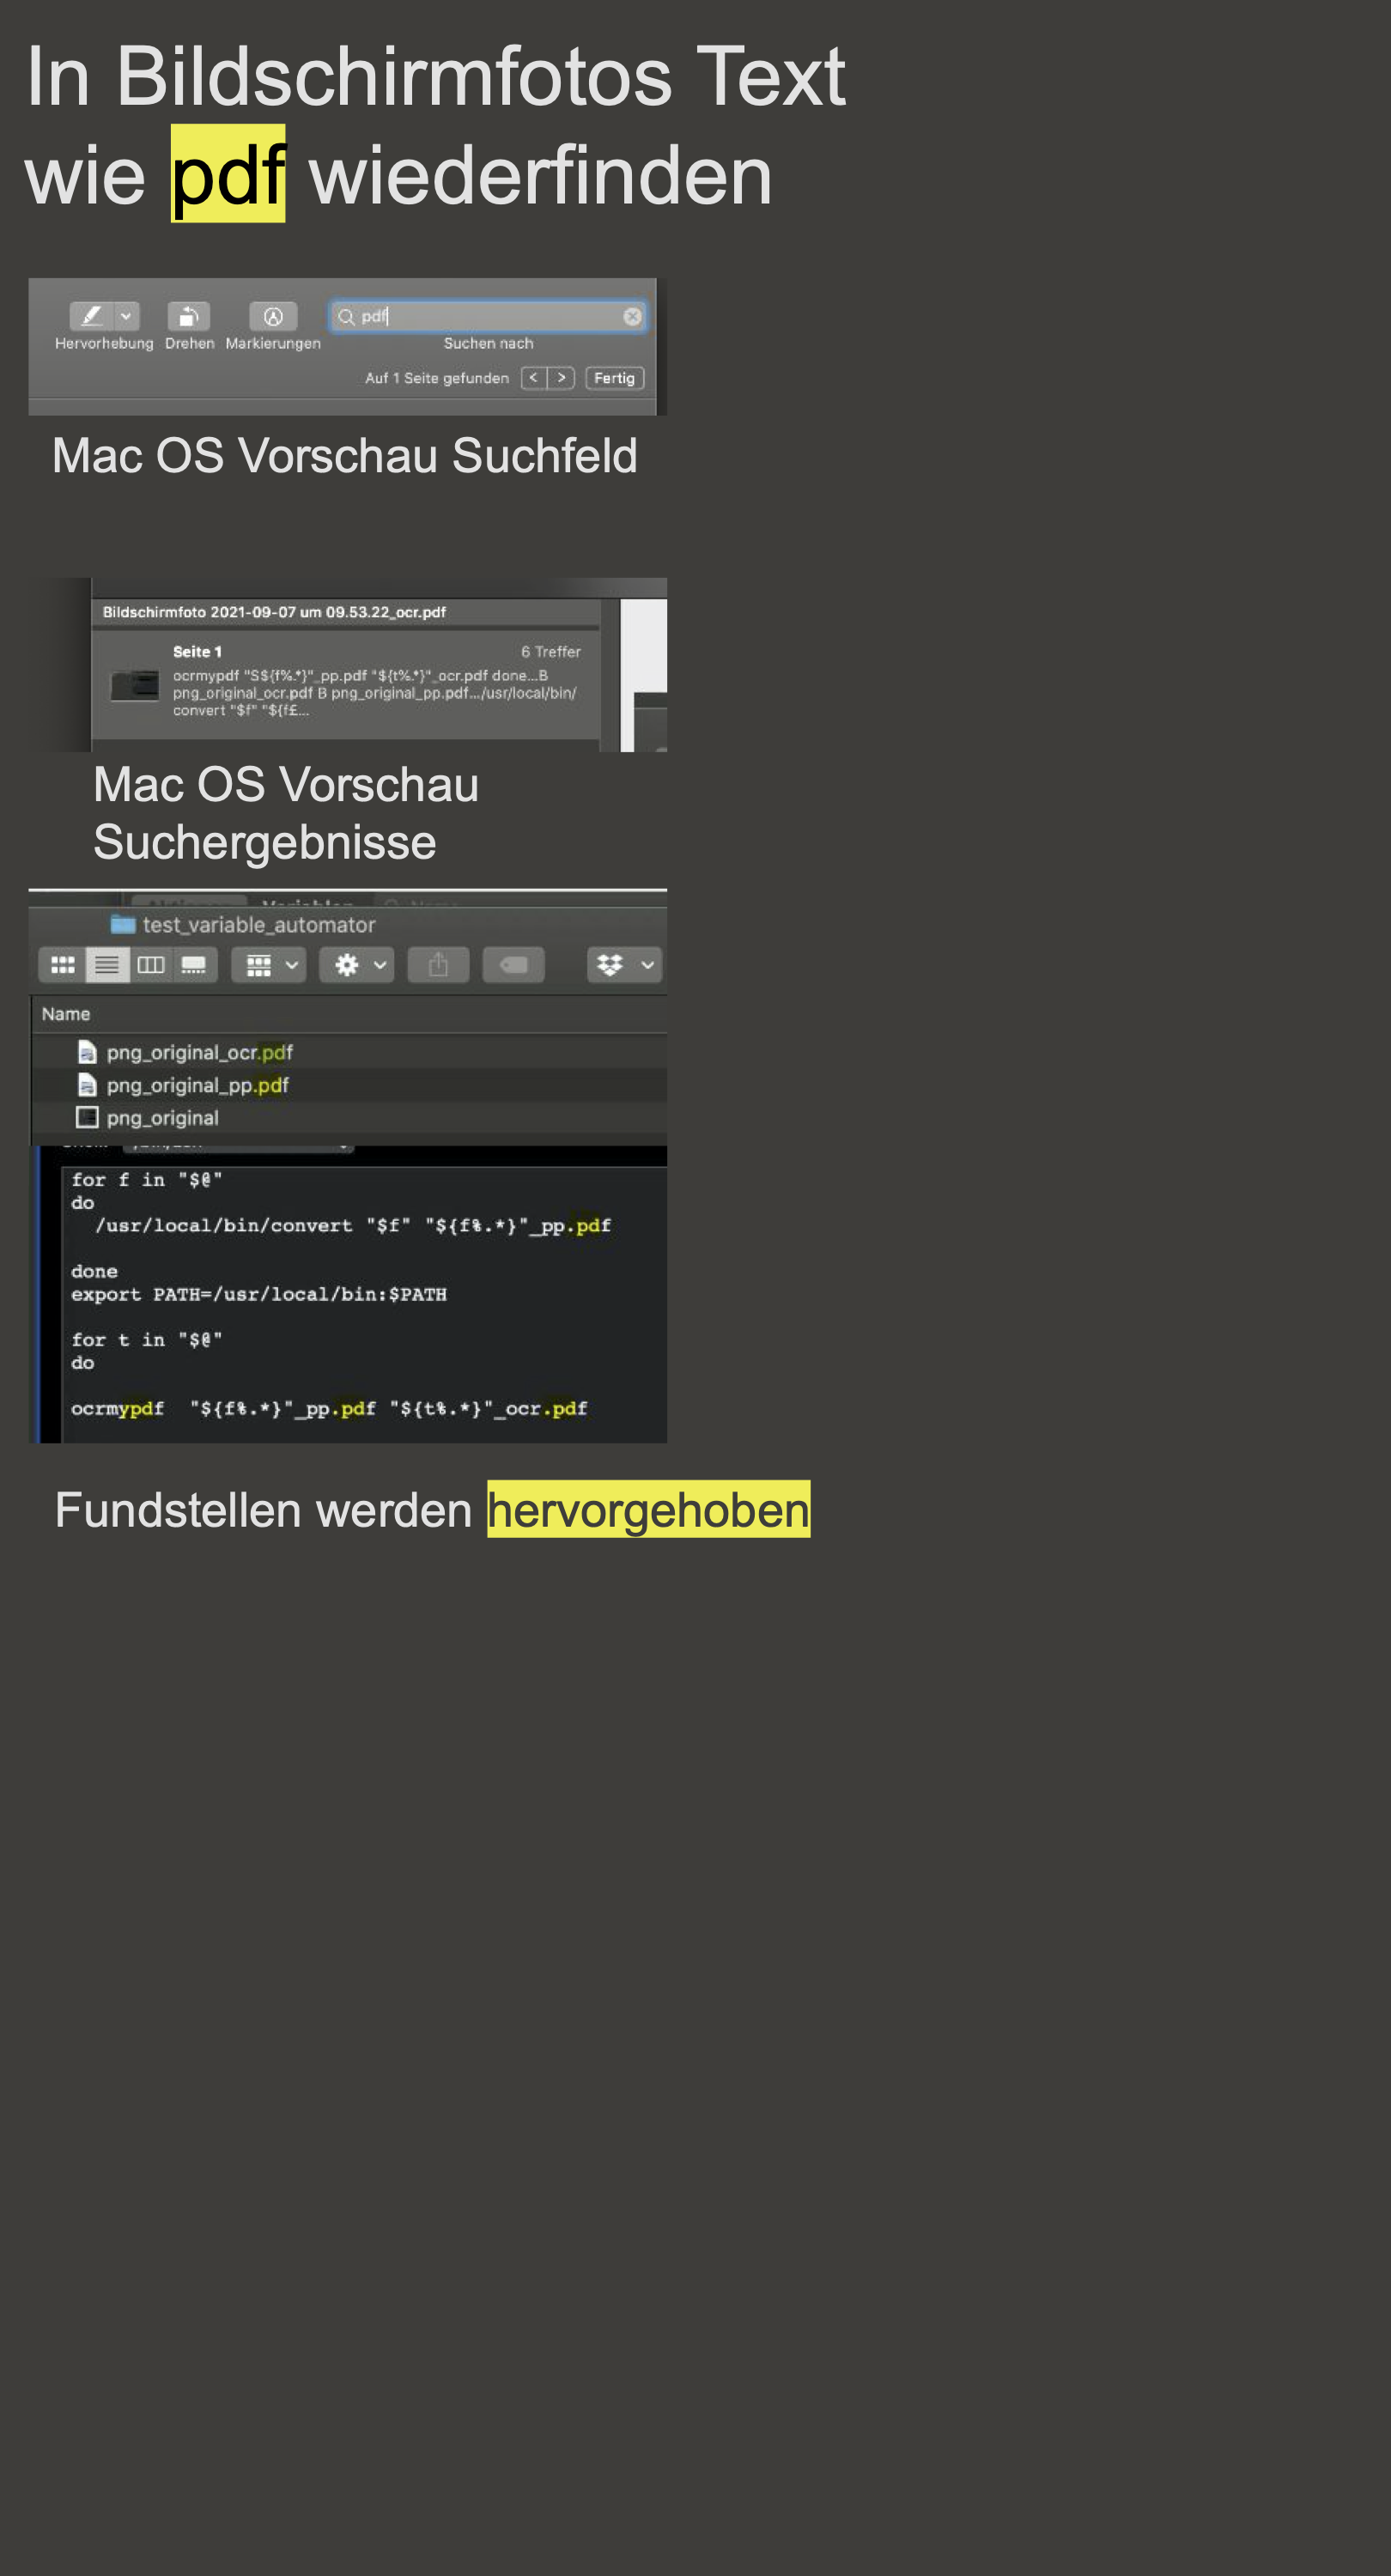 In Bildschirmfotos Text
wie pdf wiederfinden
pdf
Hervorhebung Drehen Markierungen Suchen nach
Auf 1 Seite gefunden < > Fertig
Mac OS Vorschau Suchfeld
Bildschirmfoto 2021-09-07 um 09.53.22_ocr.pdf
Seite 1 6 Treffer
ocrmypdf "S${f%.*}"_pp.pdf "${t%.*}"_ocr.pdf done...B
png_original_ocr.pdf B png_original_pp.pdf.../usr/local/bin/
convert "$f" "${f£...
Mac OS Vorschau
Suchergebnisse
test_variable_automator
Name
png_original_ocr.pdf
png_original_pp.pdf
png_original
for f in "$@"
do
/usr/local/bin/convert "$f" "${f%.*}"_pp.pdf
done
export PATH=/usr/local/bin:$PATH
for t in "$@"
do
ocrmypdf "${f%.*}"_pp.pdf "${t%.*}"_ocr.pdf
Fundstellen werden hervorgehoben